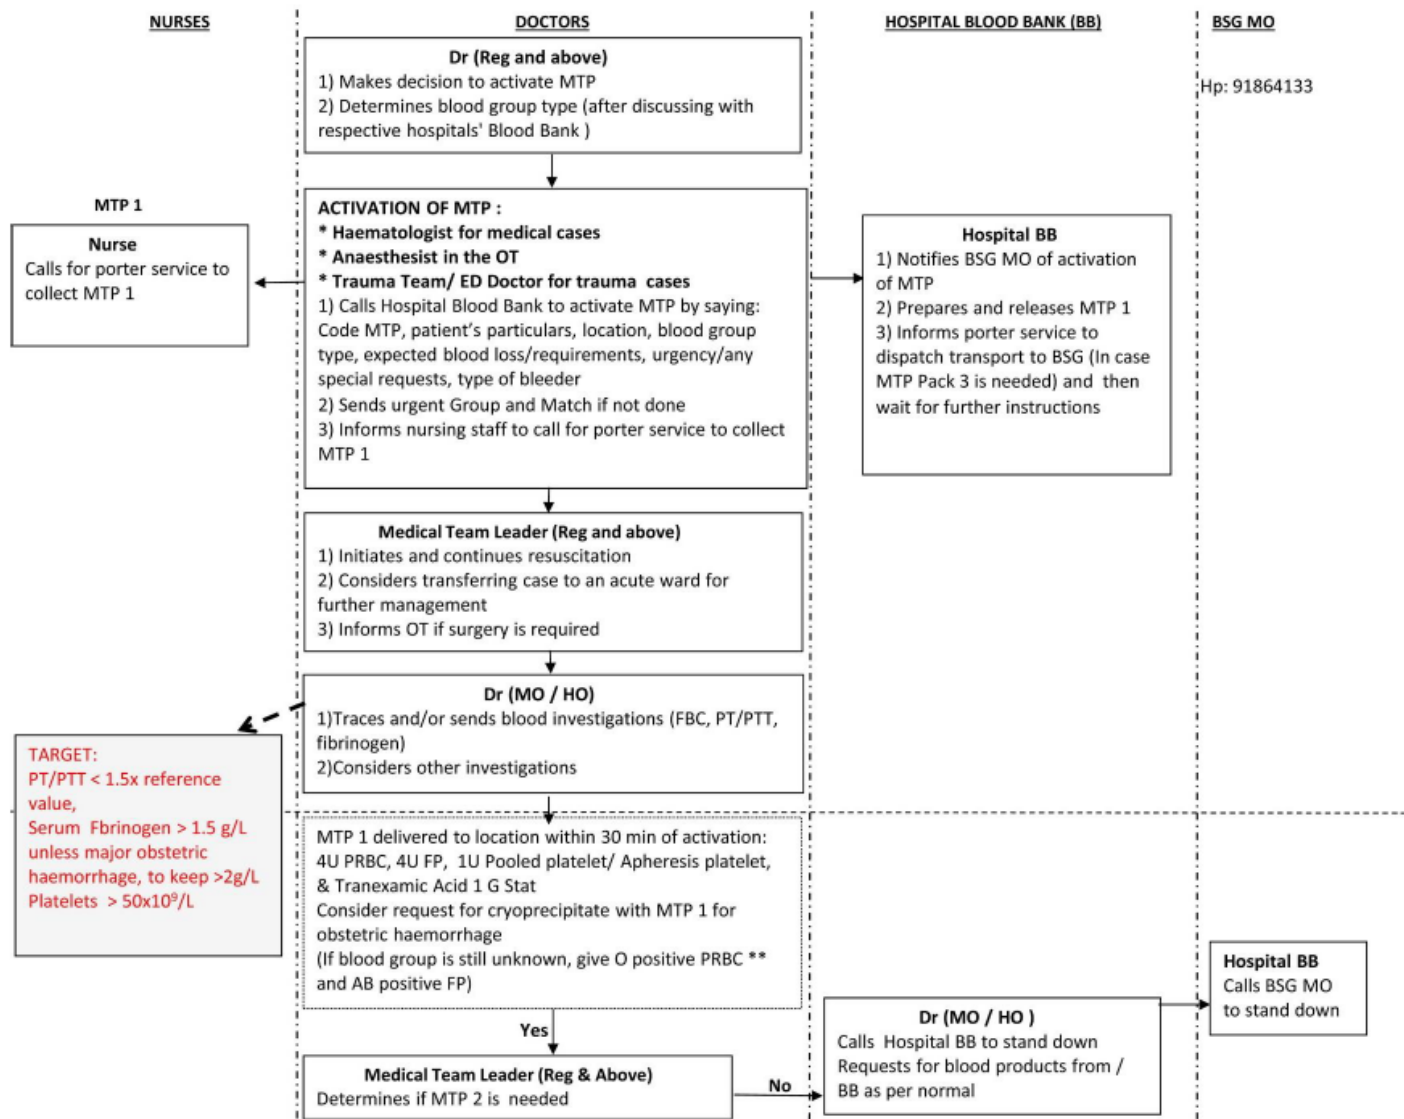 NURSES
DOCTORS
HOSPITAL BLOOD BANK (BB)
BSG MO
Hp: 91864133
Dr (Reg and above)
1) Makes decision to activate MTP
2) Determines blood group type (after discussing with
respective hospitals' Blood Bank )
MTP 1
Nurse
Calls for porter service to
collect MTP 1
ACTIVATION OF MTP :
* Haematologist for medical cases
* Anaesthesist in the OT
* Trauma Team/ ED Doctor for trauma cases
1) Calls Hospital Blood Bank to activate MTP by saying:
Code MTP, patient’s particulars, location, blood group
type, expected blood loss/requirements, urgency/any
special requests, type of bleeder
2) Sends urgent Group and Match if not done
3) Informs nursing staff to call for porter service to collect
MTP 1
Hospital BB
1) Notifies BSG MO of activation
of MTP
2) Prepares and releases MTP 1
3) Informs porter service to
dispatch transport to BSG (In case
MTP Pack 3 is needed) and then
wait for further instructions
Medical Team Leader (Reg and above)
1) Initiates and continues resuscitation
2) Considers transferring case to an acute ward for
further management
3) Informs OT if surgery is required
Dr (MO / HO)
1)Traces and/or sends blood investigations (FBC, PT/PTT,
fibrinogen)
2)Considers other investigations
TARGET:
PT/PTT < 1.5x reference
value,
Serum Fbrinogen > 1.5 g/L
unless major obstetric
haemorrhage, to keep >2g/L
Platelets > 50x10⁹/L
MTP 1 delivered to location within 30 min of activation:
4U PRBC, 4U FP, 1U Pooled platelet/ Apheresis platelet,
& Tranexamic Acid 1 G Stat
Consider request for cryoprecipitate with MTP 1 for
obstetric haemorrhage
(If blood group is still unknown, give O positive PRBC **
and AB positive FP)
Yes
Medical Team Leader (Reg & Above)
Determines if MTP 2 is needed
No
Dr (MO / HO )
Calls Hospital BB to stand down
Requests for blood products from /
BB as per normal
Hospital BB
Calls BSG MO
to stand down